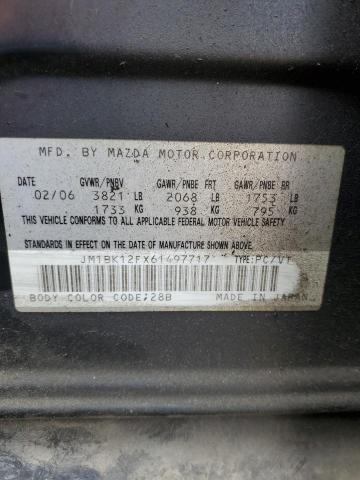 MFD. BY MAZDA MOTOR CORPORATION
DATE GVWR/PNBV GAWR/PNBE FRT GAWR/PNBE RR
02/06 3821 LB 2068 LB 1753 LB
1733 KG 938 KG 795 KG
THIS VEHICLE CONFORMS TO ALL APPLICABLE FEDERAL MOTOR VEHICLE SAFETY
STANDARDS IN EFFECT ON THE DATE OF MANUFACTURE SHOWN ABOVE.
JM1BK12FX61497717 TYPE:PC/VT
BODY COLOR CODE:28B MADE IN JAPAN